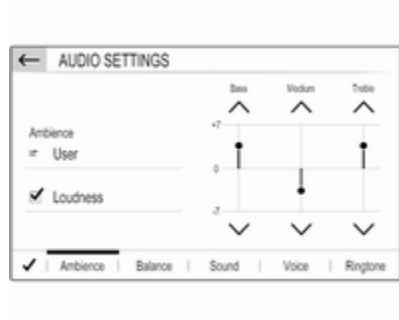 AUDIO SETTINGS
Bass Medium Treble
+7
Ambience
User
0
Loudness
-7
Ambience | Balance | Sound | Voice | Ringtone